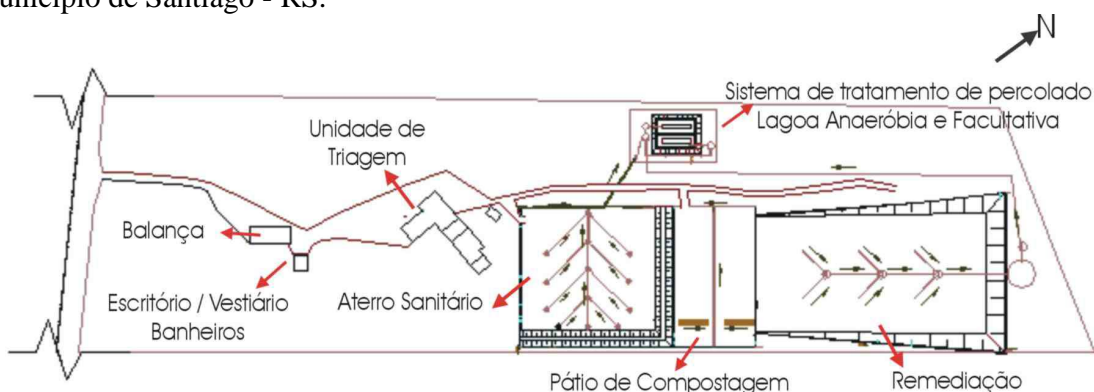 de Santiago - RS.
N
Sistema de tratamento de percolado
Lagoa Anaeróbia e Facultativa
Unidade de
Triagem
Balança
Escritório / Vestiário
Banheiros
Aterro Sanitário
Pátio de Compostagem
Remediação